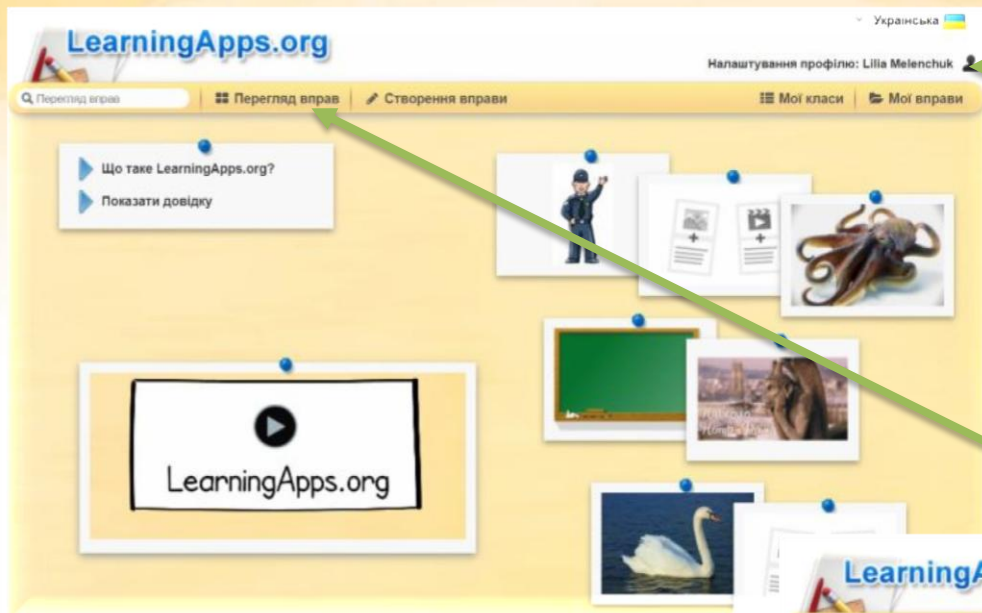 Українська
LearningApps.org
Налаштування профілю: Lilia Melenchuk
Перегляд вправ
Перегляд вправ
Створення вправи
Мої класи
Мої вправи
Що таке LearningApps.org?
Показати довідку
LearningApps.org
LearningA